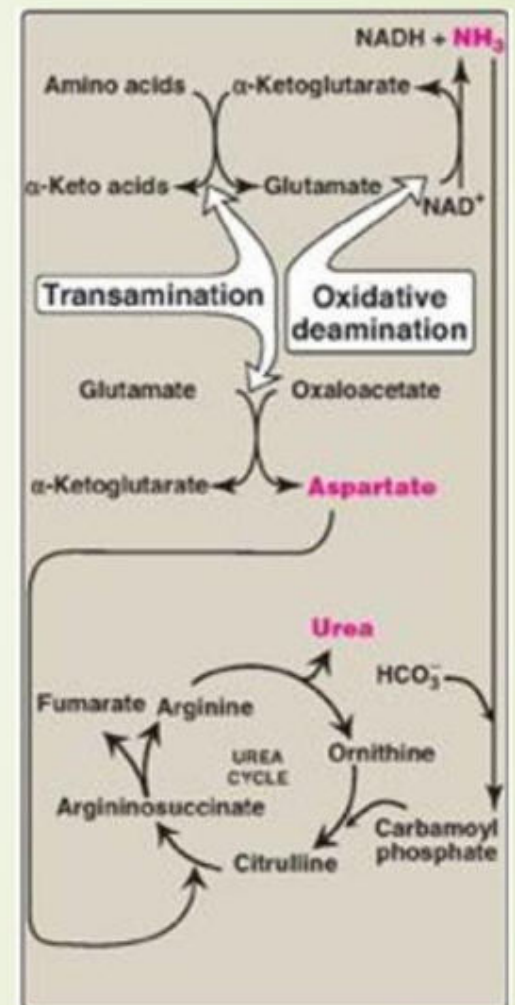 NADH + NH₃
Amino acids
α-Ketoglutarate
α-Keto acids
Glutamate
NAD⁺
Transamination
Oxidative
deamination
Glutamate
Oxaloacetate
α-Ketoglutarate
Aspartate
Urea
HCO₃⁻
Fumarate
Arginine
UREA
CYCLE
Ornithine
Argininosuccinate
Carbamoyl
phosphate
Citrulline